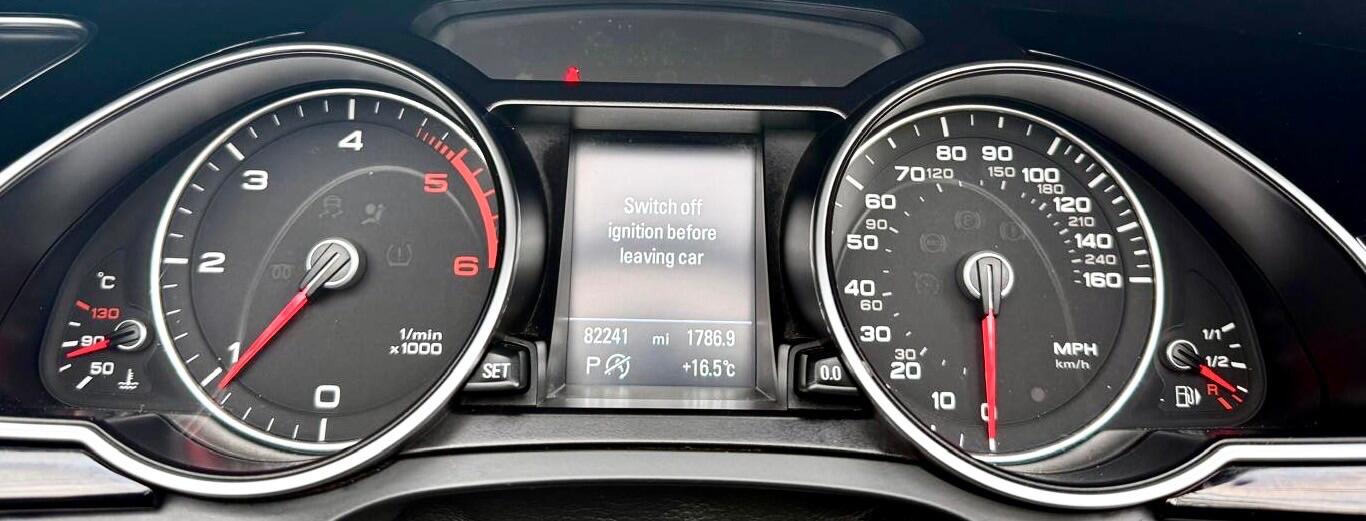 °C
130
90
50
0
1
2
3
4
5
6
1/min
x1000
Switch off
ignition before
leaving car
82241 mi 1786.9
P +16.5°C
SET
0.0
0
10
20
30
40
50
60
70
80
90
100
120
140
160
30
60
90
120
150
180
210
240
MPH
km/h
1/1
1/2
R